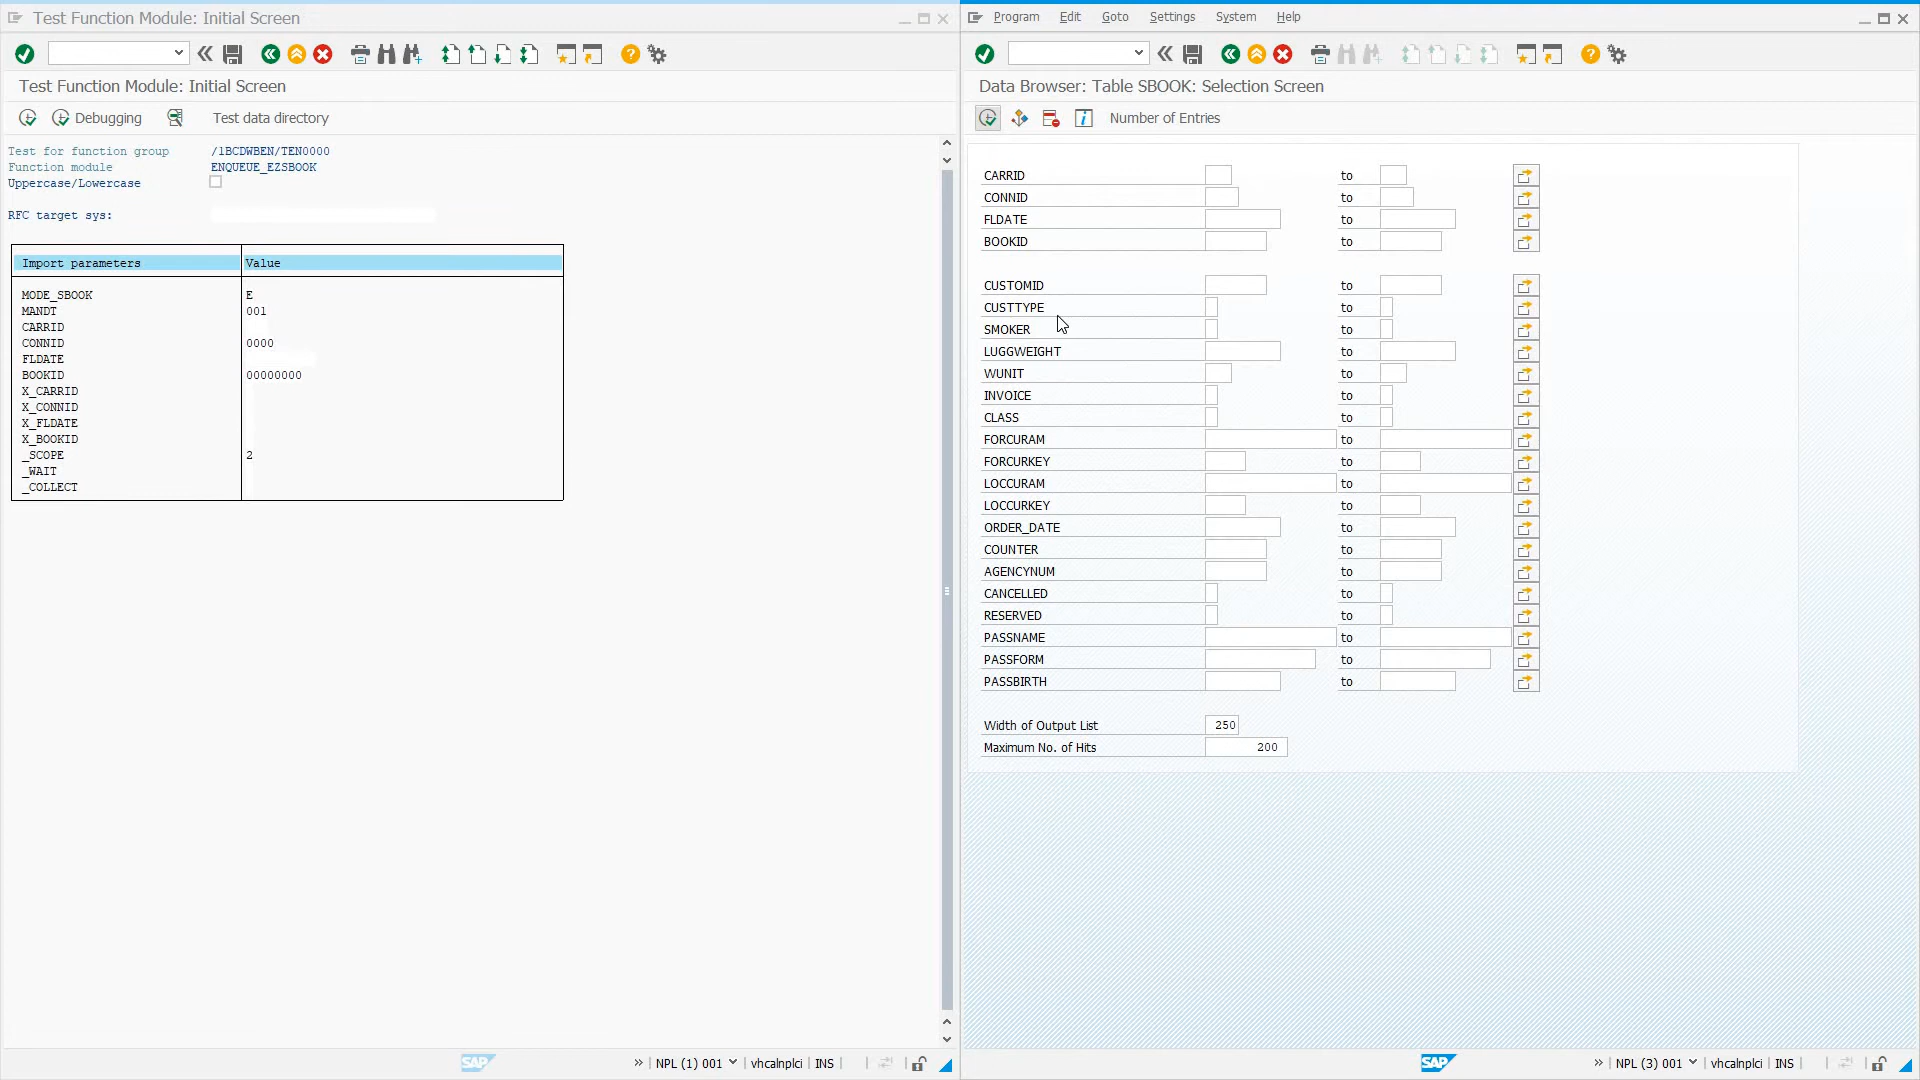 Test Function Module: Initial Screen
Test Function Module: Initial Screen
Debugging
Test data directory
Test for function group /1BCDWBEN/TEN0000
Function module ENQUEUE_EZSBOOK
Uppercase/Lowercase
RFC target sys:
Import parameters Value
MODE_SBOOK E
MANDT 001
CARRID
CONNID 0000
FLDATE
BOOKID 00000000
X_CARRID
X_CONNID
X_FLDATE
X_BOOKID
_SCOPE 2
_WAIT
_COLLECT
SAP
NPL (1) 001 vhcalnplci INS
Program Edit Goto Settings System Help
Data Browser: Table SBOOK: Selection Screen
Number of Entries
CARRID to
CONNID to
FLDATE to
BOOKID to
CUSTOMID to
CUSTTYPE to
SMOKER to
LUGGWEIGHT to
WUNIT to
INVOICE to
CLASS to
FORCURAM to
FORCURKEY to
LOCCURAM to
LOCCURKEY to
ORDER_DATE to
COUNTER to
AGENCYNUM to
CANCELLED to
RESERVED to
PASSNAME to
PASSFORM to
PASSBIRTH to
Width of Output List 250
Maximum No. of Hits 200
SAP
NPL (3) 001 vhcalnplci INS